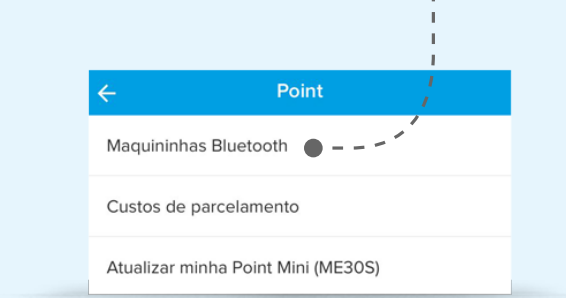 Point
Maquininhas Bluetooth
Custos de parcelamento
Atualizar minha Point Mini (ME30S)